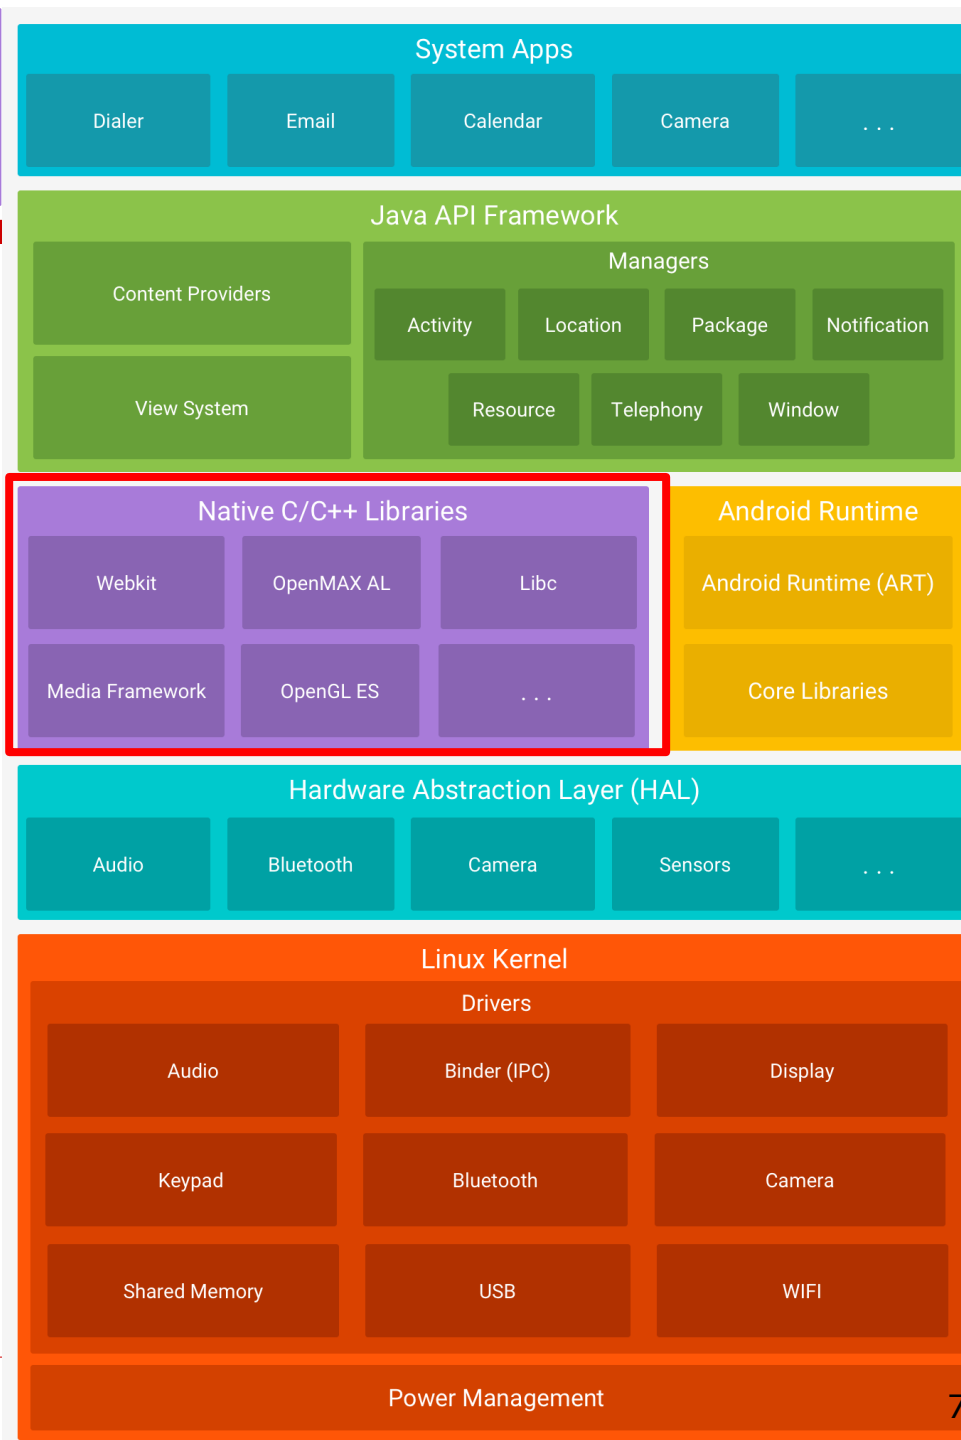 System Apps
Dialer
Email
Calendar
Camera
. . .
Java API Framework
Content Providers
View System
Managers
Activity
Location
Package
Notification
Resource
Telephony
Window
Native C/C++ Libraries
Webkit
OpenMAX AL
Libc
Media Framework
OpenGL ES
. . .
Android Runtime
Android Runtime (ART)
Core Libraries
Hardware Abstraction Layer (HAL)
Audio
Bluetooth
Camera
Sensors
. . .
Linux Kernel
Drivers
Audio
Binder (IPC)
Display
Keypad
Bluetooth
Camera
Shared Memory
USB
WIFI
Power Management
7